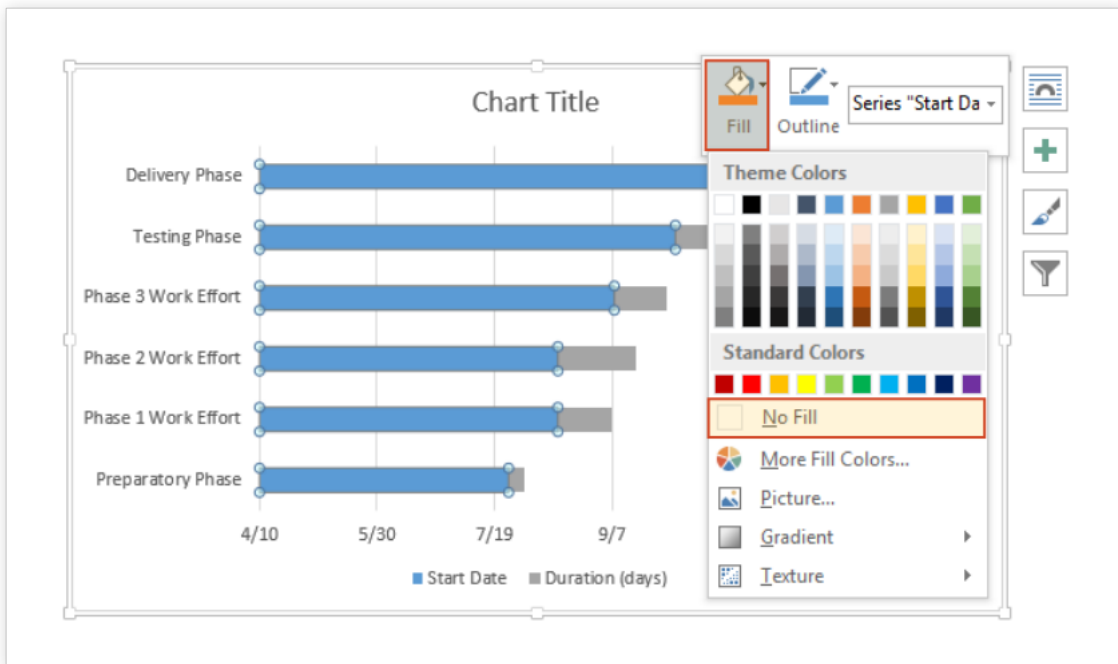 Chart Title
Delivery Phase
Testing Phase
Phase 3 Work Effort
Phase 2 Work Effort
Phase 1 Work Effort
Preparatory Phase
4/10 5/30 7/19 9/7
Start Date Duration (days)
Fill Outline Series "Start Da
Theme Colors
Standard Colors
No Fill
More Fill Colors...
Picture...
Gradient
Texture